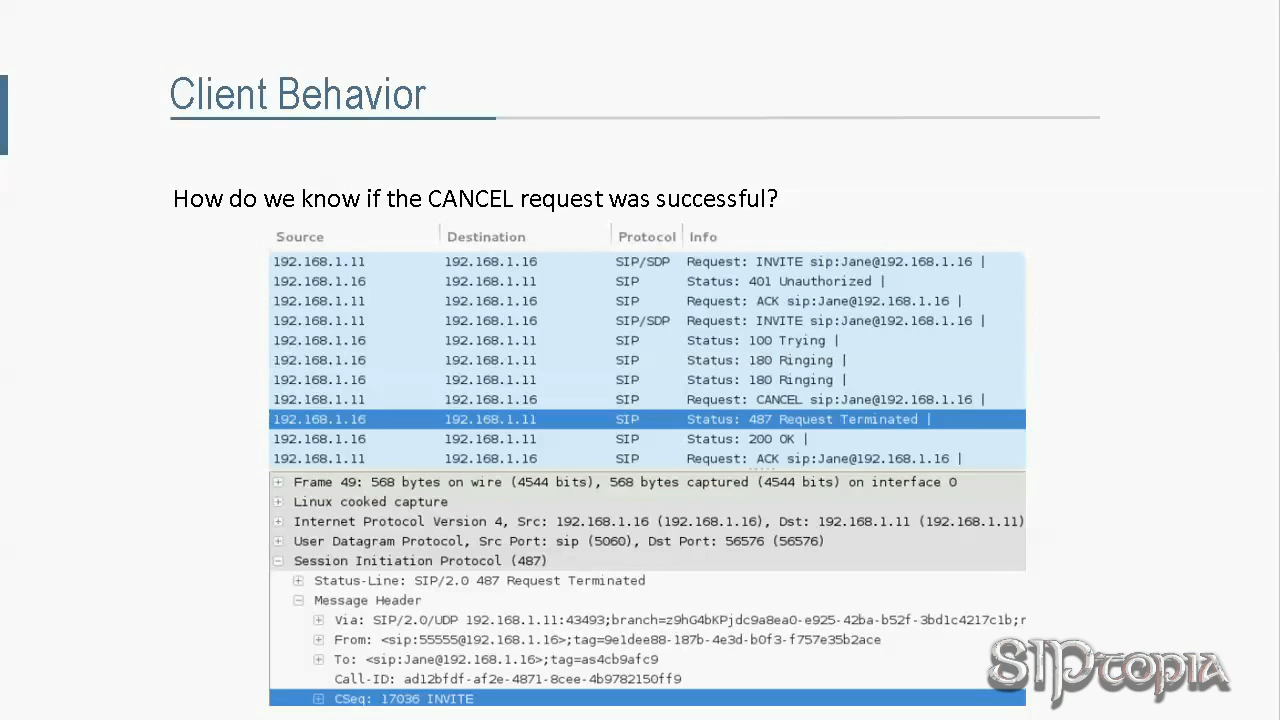 Client Behavior
How do we know if the CANCEL request was successful?
Source Destination Protocol Info
192.168.1.11 192.168.1.16 SIP/SDP Request: INVITE sip:Jane@192.168.1.16 |
192.168.1.16 192.168.1.11 SIP Status: 401 Unauthorized |
192.168.1.11 192.168.1.16 SIP Request: ACK sip:Jane@192.168.1.16 |
192.168.1.11 192.168.1.16 SIP/SDP Request: INVITE sip:Jane@192.168.1.16 |
192.168.1.16 192.168.1.11 SIP Status: 100 Trying |
192.168.1.16 192.168.1.11 SIP Status: 180 Ringing |
192.168.1.16 192.168.1.11 SIP Status: 180 Ringing |
192.168.1.11 192.168.1.16 SIP Request: CANCEL sip:Jane@192.168.1.16 |
192.168.1.16 192.168.1.11 SIP Status: 487 Request Terminated |
192.168.1.16 192.168.1.11 SIP Status: 200 OK |
192.168.1.11 192.168.1.16 SIP Request: ACK sip:Jane@192.168.1.16 |
Frame 49: 568 bytes on wire (4544 bits), 568 bytes captured (4544 bits) on interface 0
Linux cooked capture
Internet Protocol Version 4, Src: 192.168.1.16 (192.168.1.16), Dst: 192.168.1.11 (192.168.1.11)
User Datagram Protocol, Src Port: sip (5060), Dst Port: 56576 (56576)
Session Initiation Protocol (487)
Status-Line: SIP/2.0 487 Request Terminated
Message Header
Via: SIP/2.0/UDP 192.168.1.11:43493;branch=z9hG4bKPjdc9a8ea0-e925-42ba-b52f-3bd1c4217c1b;r
From: <sip:55555@192.168.1.16>;tag=9e1dee88-187b-4e3d-b0f3-f757e35b2ace
To: <sip:Jane@192.168.1.16>;tag=as4cb9afc9
Call-ID: ad12bfdf-af2e-4871-8cee-4b9782150ff9
CSeq: 17036 INVITE
SIPtopia